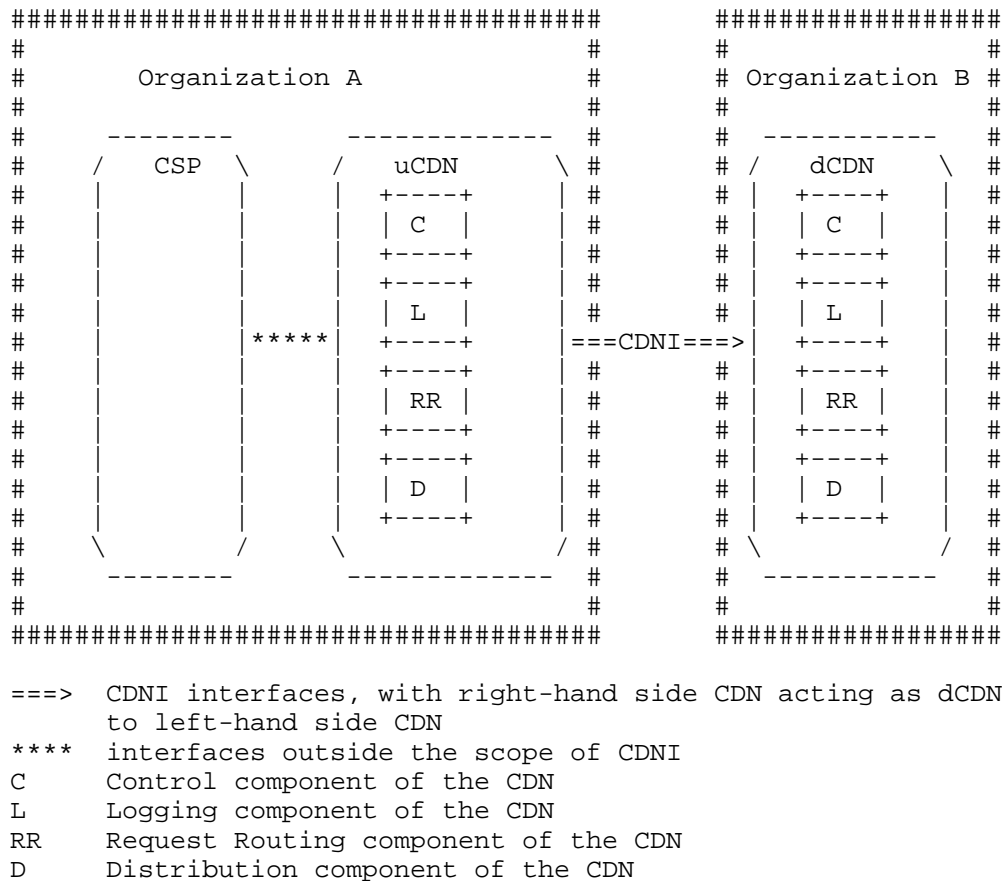 #####################################       ##################
#                                   #       #                #
#       Organization A              #       # Organization B #
#                                   #       #                #
#     --------       -------------  #       # -----------    #
#    /   CSP  \     /   uCDN      \ #       # /   dCDN    \  #
#    |        |     |  +----+     | #       # |  +----+   |  #
#    |        |     |  | C  |     | #       # |  | C  |   |  #
#    |        |     |  +----+     | #       # |  +----+   |  #
#    |        |     |  +----+     | #       # |  +----+   |  #
#    |        |     |  | L  |     | #       # |  | L  |   |  #
#    |        |*****|  +----+     |===CDNI===>|  +----+   |  #
#    |        |     |  +----+     | #       # |  +----+   |  #
#    |        |     |  | RR |     | #       # |  | RR |   |  #
#    |        |     |  +----+     | #       # |  +----+   |  #
#    |        |     |  +----+     | #       # |  +----+   |  #
#    |        |     |  | D  |     | #       # |  | D  |   |  #
#    |        |     |  +----+     | #       # |  +----+   |  #
#    \        /     \             / #       # \           /  #
#     --------       -------------  #       # -----------    #
#                                   #       #                #
#####################################       ##################
===>  CDNI interfaces, with right-hand side CDN acting as dCDN
      to left-hand side CDN
****  interfaces outside the scope of CDNI
C     Control component of the CDN
L     Logging component of the CDN
RR    Request Routing component of the CDN
D     Distribution component of the CDN